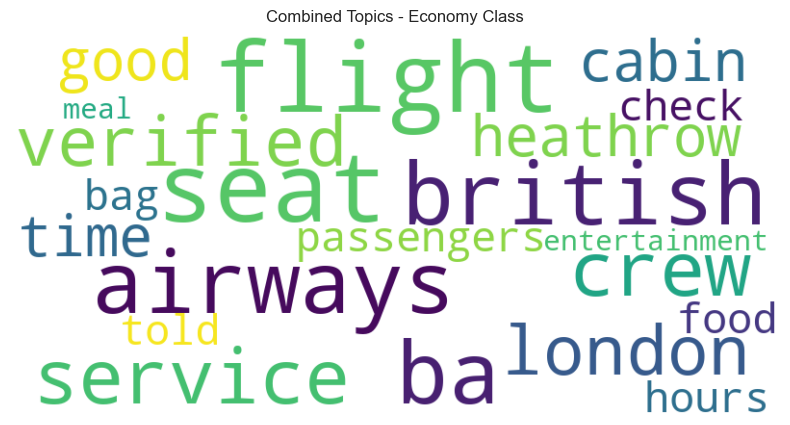 Combined Topics - Economy Class
good flight cabin
meal check
verified heathrow
bag seat british
time passengers entertainment
airways crew
told food
service ba london
hours